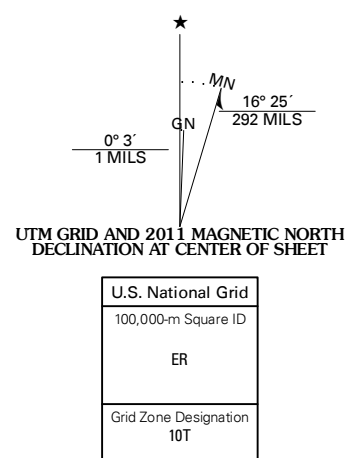 MN
GN
16° 25´
292 MILS
0° 3´
1 MILS
UTM GRID AND 2011 MAGNETIC NORTH
DECLINATION AT CENTER OF SHEET
U.S. National Grid
100,000-m Square ID
ER
Grid Zone Designation
10T